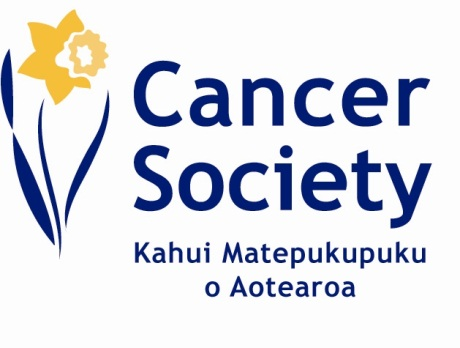 Cancer
Society
Kahui Matepukupuku
o Aotearoa